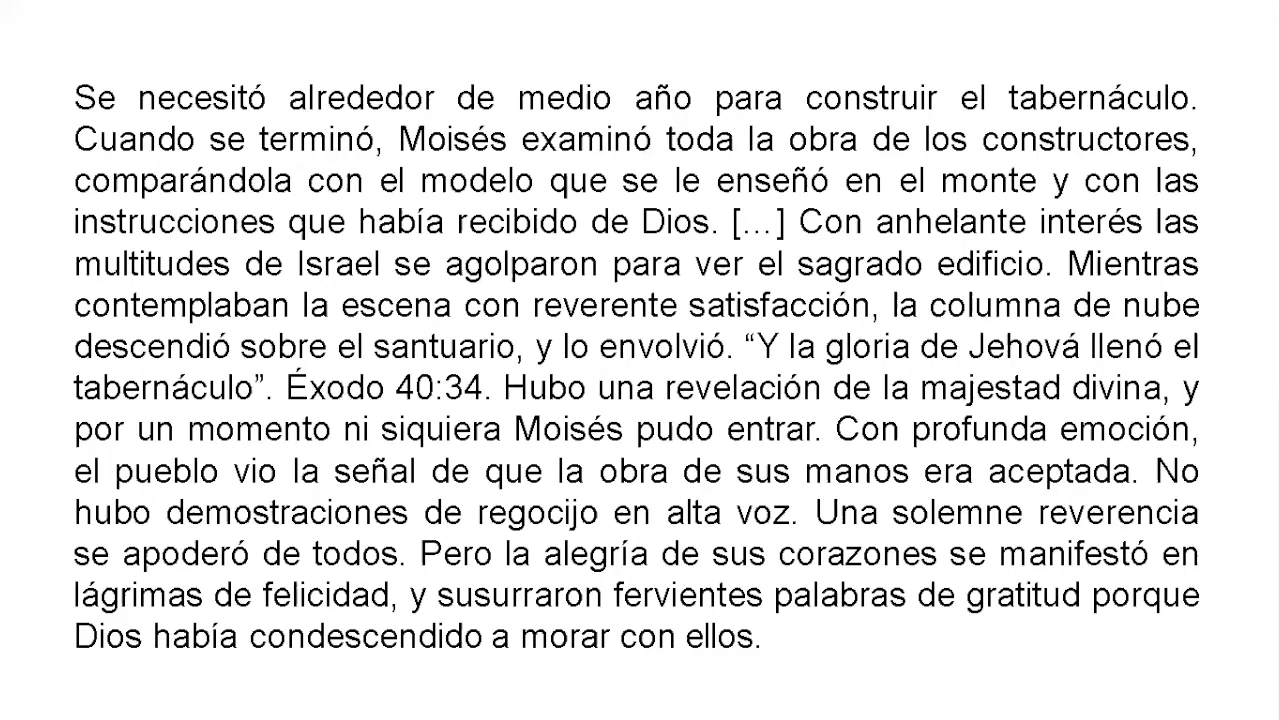 Se necesitó alrededor de medio año para construir el tabernáculo.
Cuando se terminó, Moisés examinó toda la obra de los constructores,
comparándola con el modelo que se le enseñó en el monte y con las
instrucciones que había recibido de Dios. [...] Con anhelante interés las
multitudes de Israel se agolparon para ver el sagrado edificio. Mientras
contemplaban la escena con reverente satisfacción, la columna de nube
descendió sobre el santuario, y lo envolvió. “Y la gloria de Jehová llenó el
tabernáculo”. Éxodo 40:34. Hubo una revelación de la majestad divina, y
por un momento ni siquiera Moisés pudo entrar. Con profunda emoción,
el pueblo vio la señal de que la obra de sus manos era aceptada. No
hubo demostraciones de regocijo en alta voz. Una solemne reverencia
se apoderó de todos. Pero la alegría de sus corazones se manifestó en
lágrimas de felicidad, y susurraron fervientes palabras de gratitud porque
Dios había condescendido a morar con ellos.